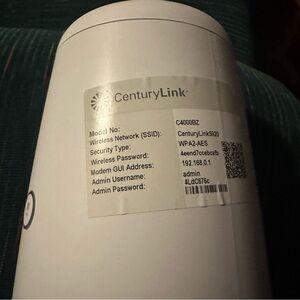 CenturyLink
Model No: C4000BZ
Wireless Network (SSID): CenturyLink5920
Security Type: WPA2-AES
Wireless Password:
Modem GUI Address: 192.168.0.1
Admin Username: admin
Admin Password: 4LdC676c